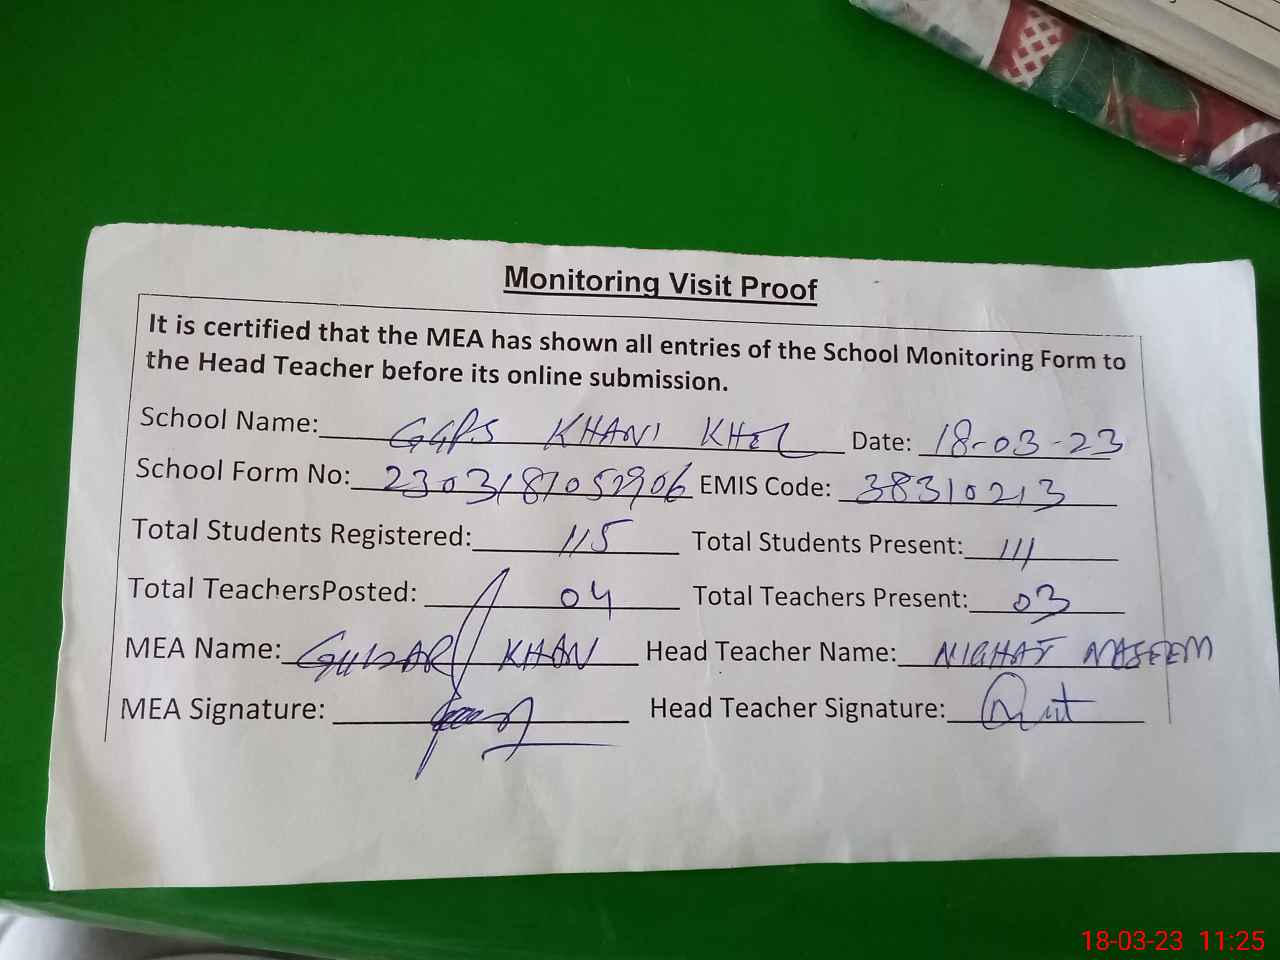 Monitoring Visit Proof
It is certified that the MEA has shown all entries of the School Monitoring Form to
the Head Teacher before its online submission.
School Name: GGPS KHANI KHEL Date: 18-03-23
School Form No: 2303187052906 EMIS Code: 38310213
Total Students Registered: 115 Total Students Present: 111
Total TeachersPosted: 04 Total Teachers Present: 03
MEA Name: GULZAR KHAN Head Teacher Name: NIGHAT NASEEM
MEA Signature: Head Teacher Signature:
18-03-23 11:25